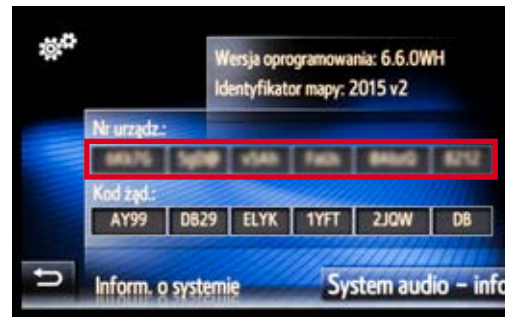 Wersja oprogramowania: 6.6.0WH
Identyfikator mapy: 2015 v2
Nr urządz.:
Kod żąd.:
AY99 DB29 ELYK 1YFT 2JQW DB
Inform. o systemie System audio – info